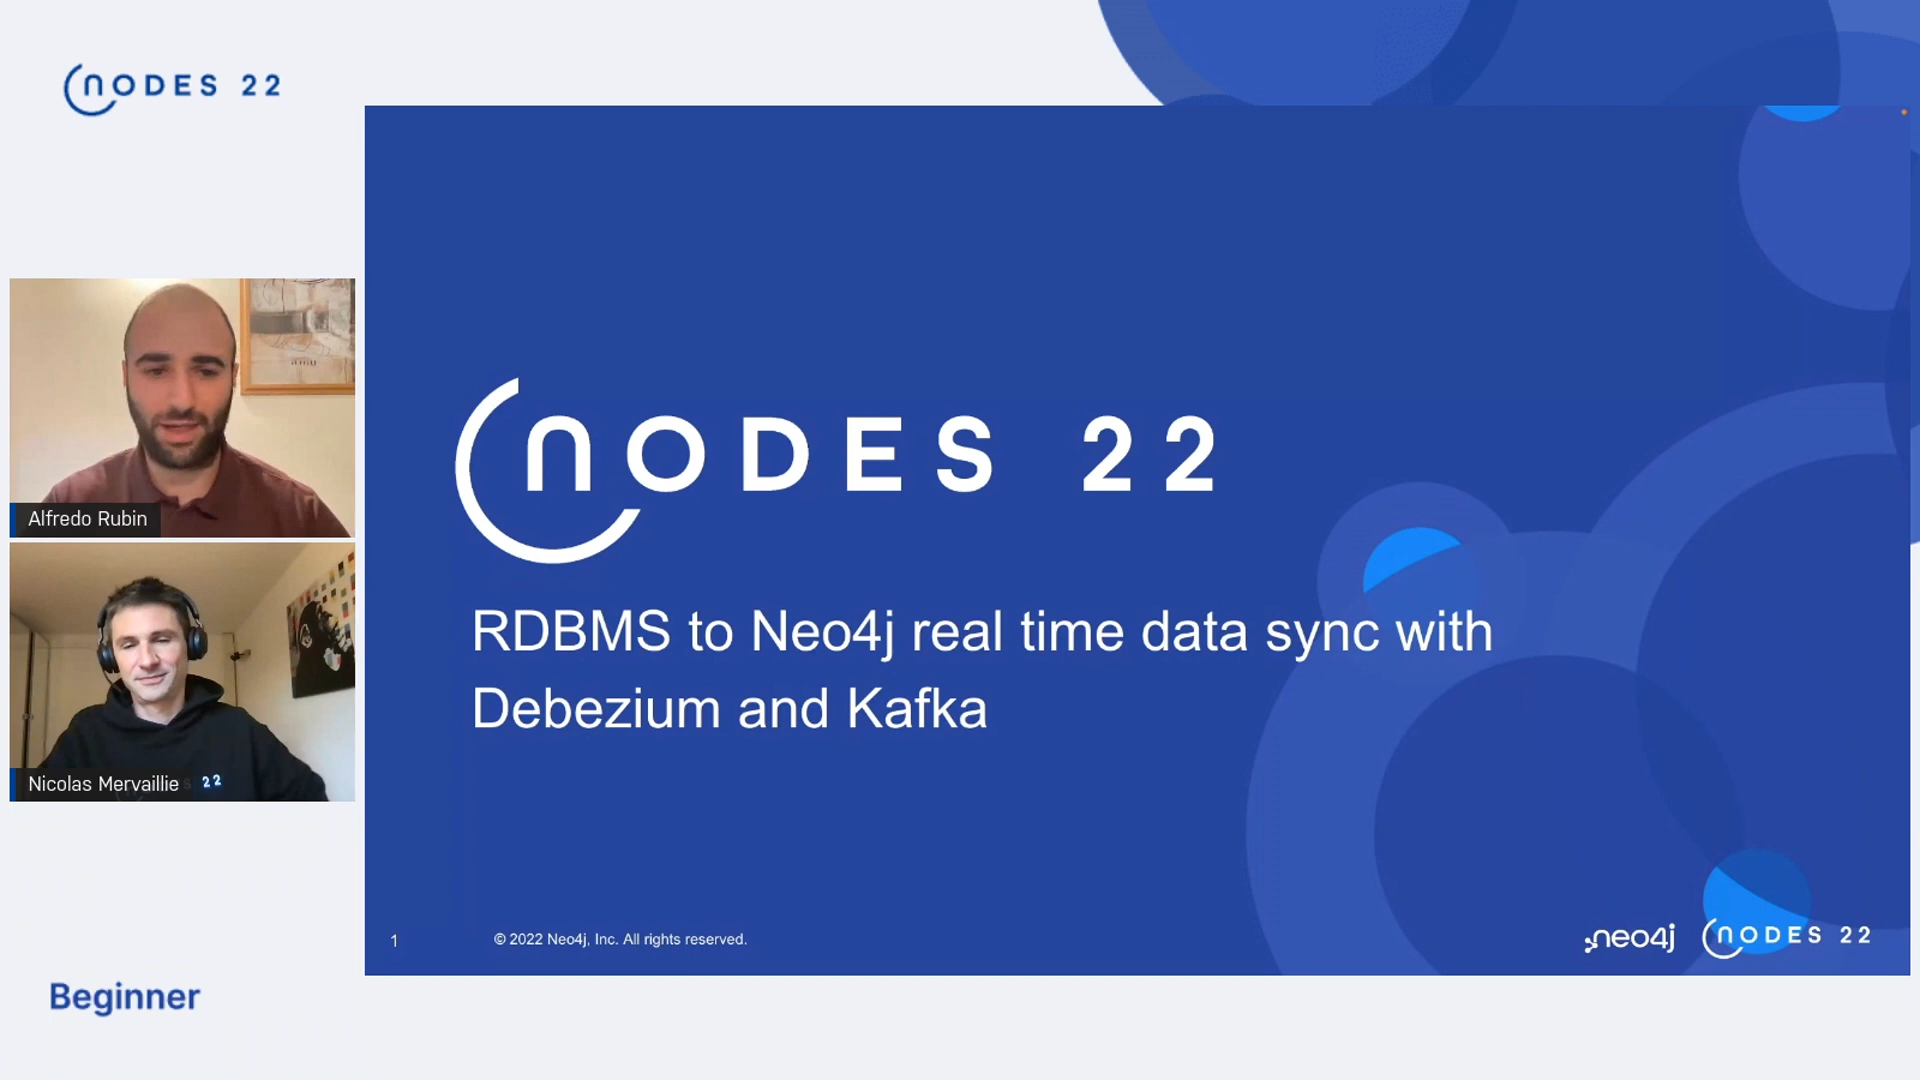 NODES 22
Alfredo Rubin
Nicolas Mervaillie
22
NODES 22
RDBMS to Neo4j real time data sync with
Debezium and Kafka
1
© 2022 Neo4j, Inc. All rights reserved.
neo4j
NODES 22
Beginner